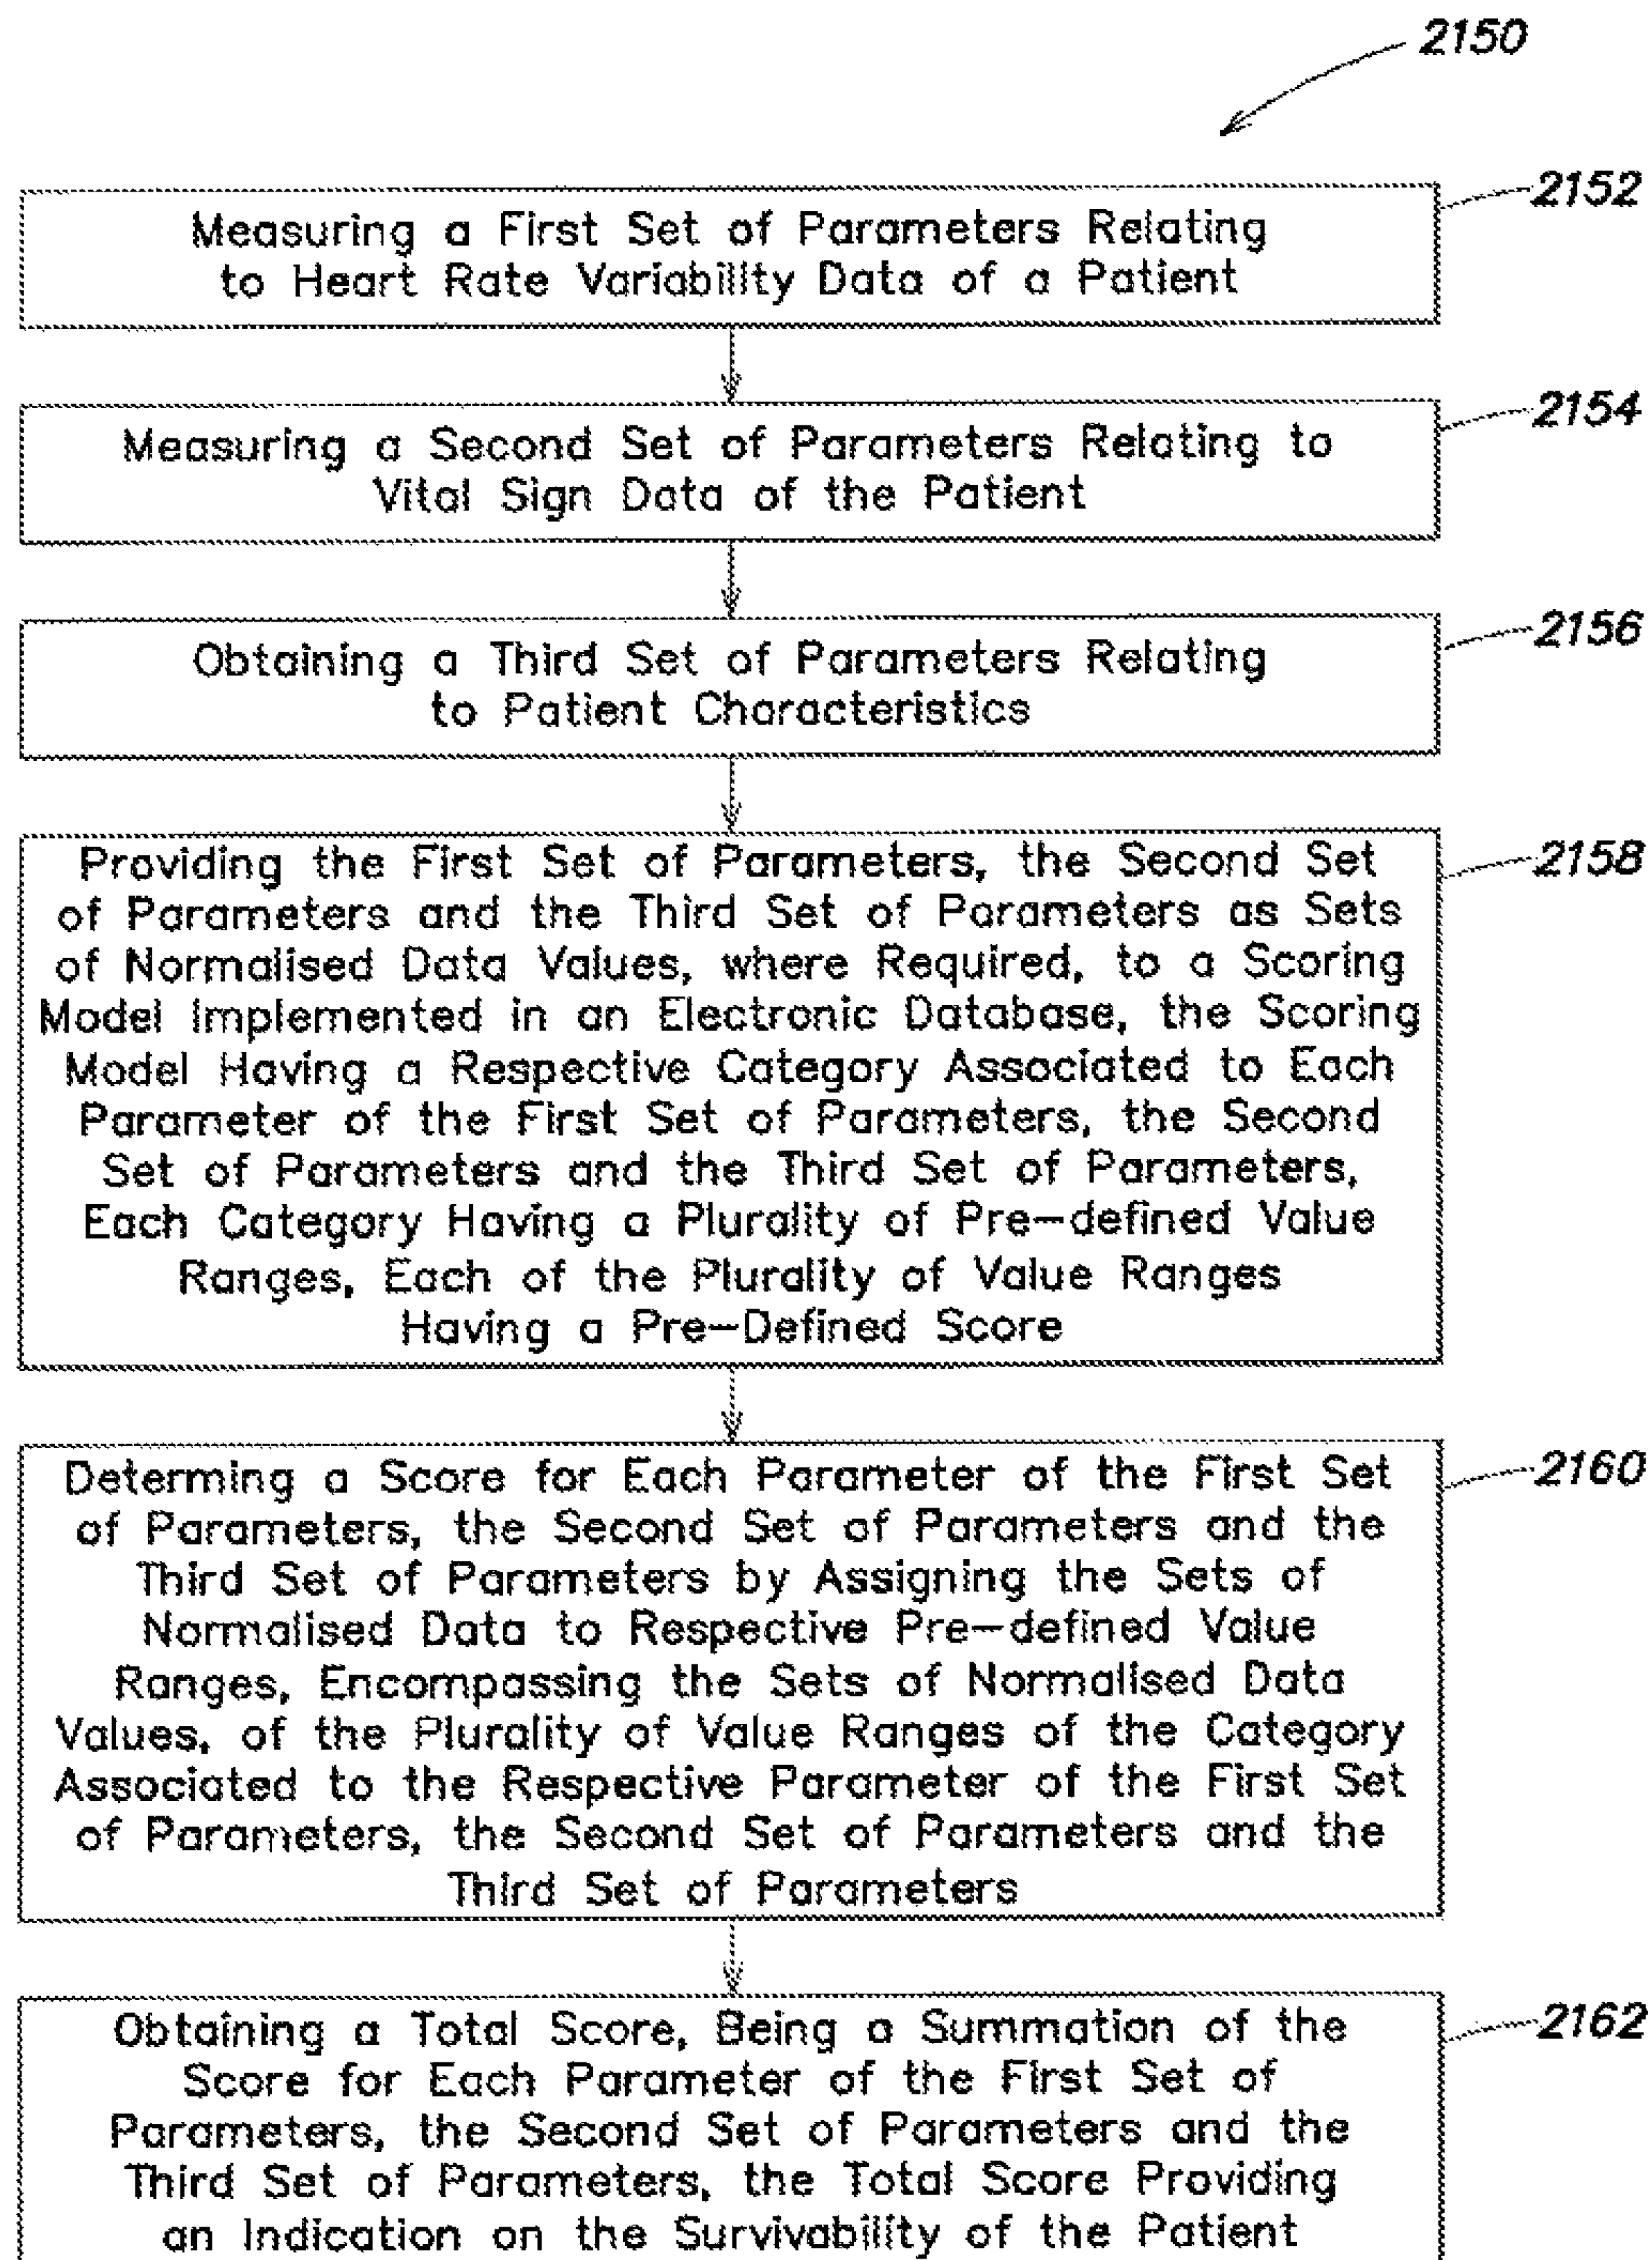 2150
2152
Measuring a First Set of Parameters Relating
to Heart Rate Variability Data of a Patient
2154
Measuring a Second Set of Parameters Relating to
Vital Sign Data of the Patient
2156
Obtaining a Third Set of Parameters Relating
to Patient Characteristics
2158
Providing the First Set of Parameters, the Second Set
of Parameters and the Third Set of Parameters as Sets
of Normalised Data Values, where Required, to a Scoring
Model Implemented in an Electronic Database, the Scoring
Model Having a Respective Category Associated to Each
Parameter of the First Set of Parameters, the Second
Set of Parameters and the Third Set of Parameters,
Each Category Having a Plurality of Pre-defined Value
Ranges, Each of the Plurality of Value Ranges
Having a Pre-Defined Score
2160
Determing a Score for Each Parameter of the First Set
of Parameters, the Second Set of Parameters and the
Third Set of Parameters by Assigning the Sets of
Normalised Data to Respective Pre-defined Value
Ranges, Encompassing the Sets of Normalised Data
Values, of the Plurality of Value Ranges of the Category
Associated to the Respective Parameter of the First Set
of Parameters, the Second Set of Parameters and the
Third Set of Parameters
2162
Obtaining a Total Score, Being a Summation of the
Score for Each Parameter of the First Set of
Parameters, the Second Set of Parameters and the
Third Set of Parameters, the Total Score Providing
an Indication on the Survivability of the Patient